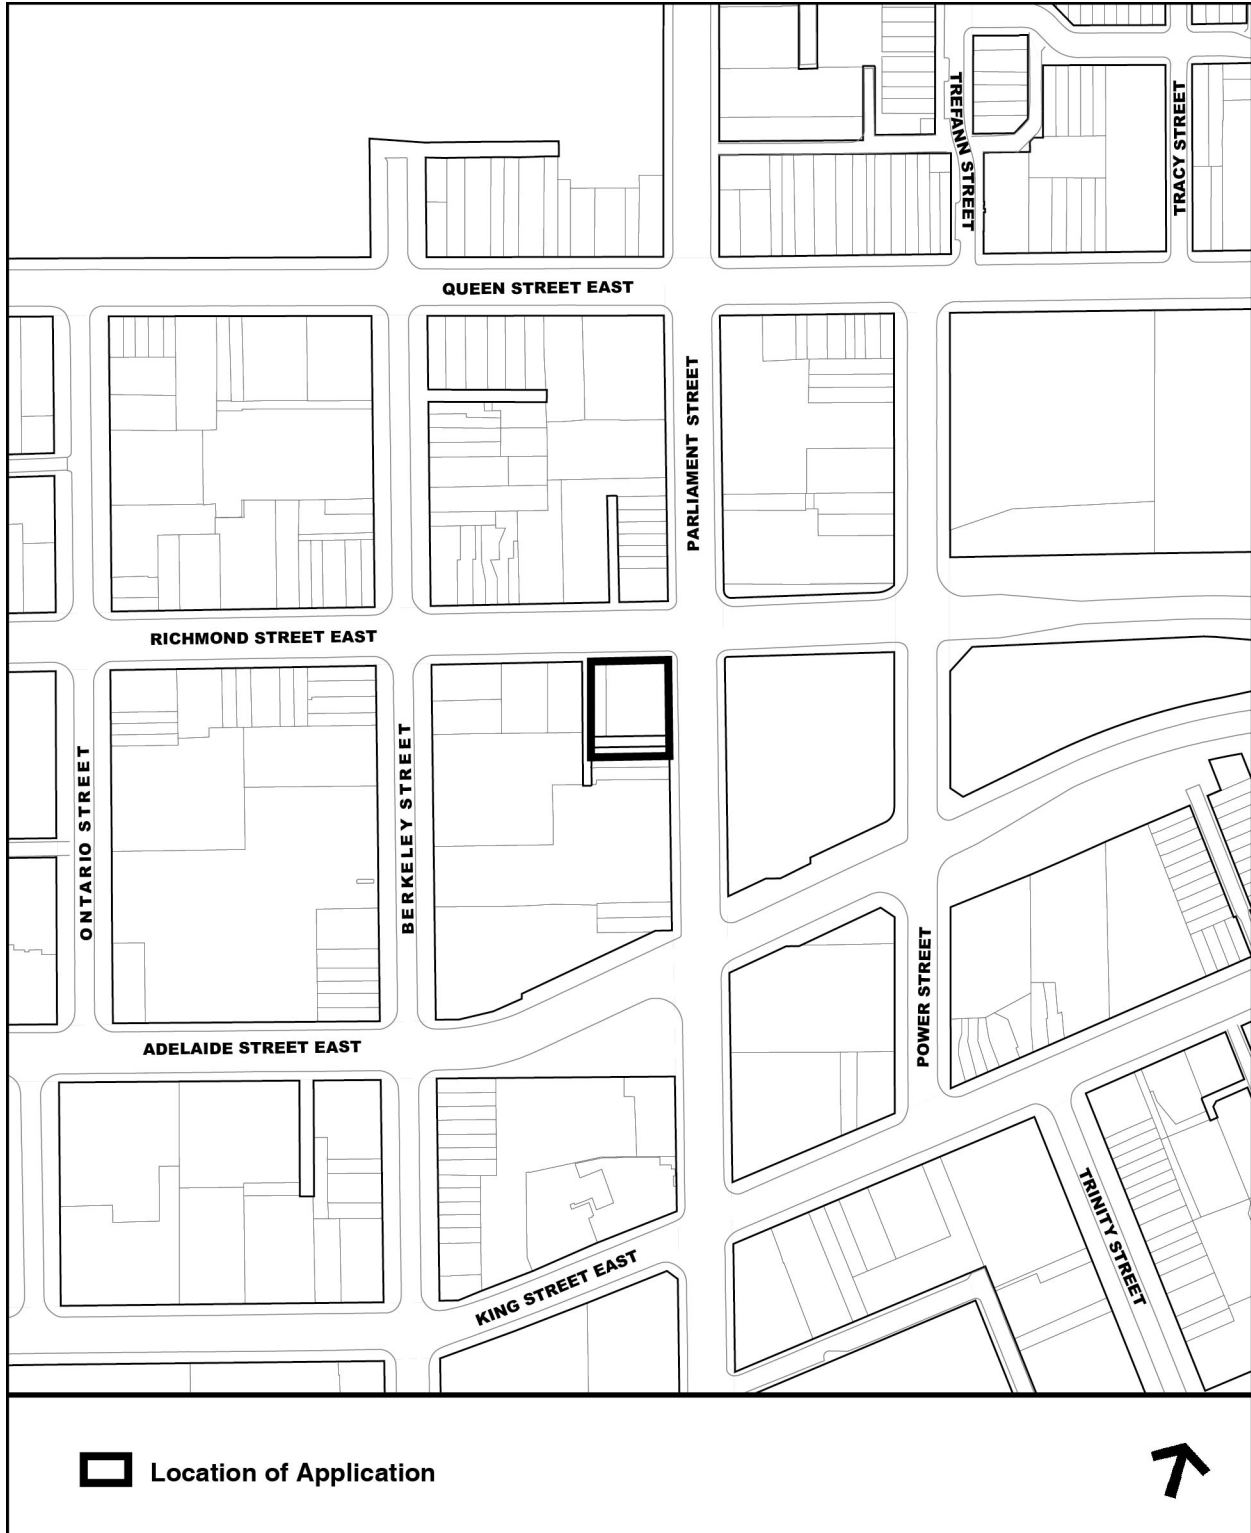 TREFANN STREET
TRACY STREET
QUEEN STREET EAST
PARLIAMENT STREET
RICHMOND STREET EAST
ONTARIO STREET
BERKELEY STREET
POWER STREET
ADELAIDE STREET EAST
TRINITY STREET
KING STREET EAST
Location of Application